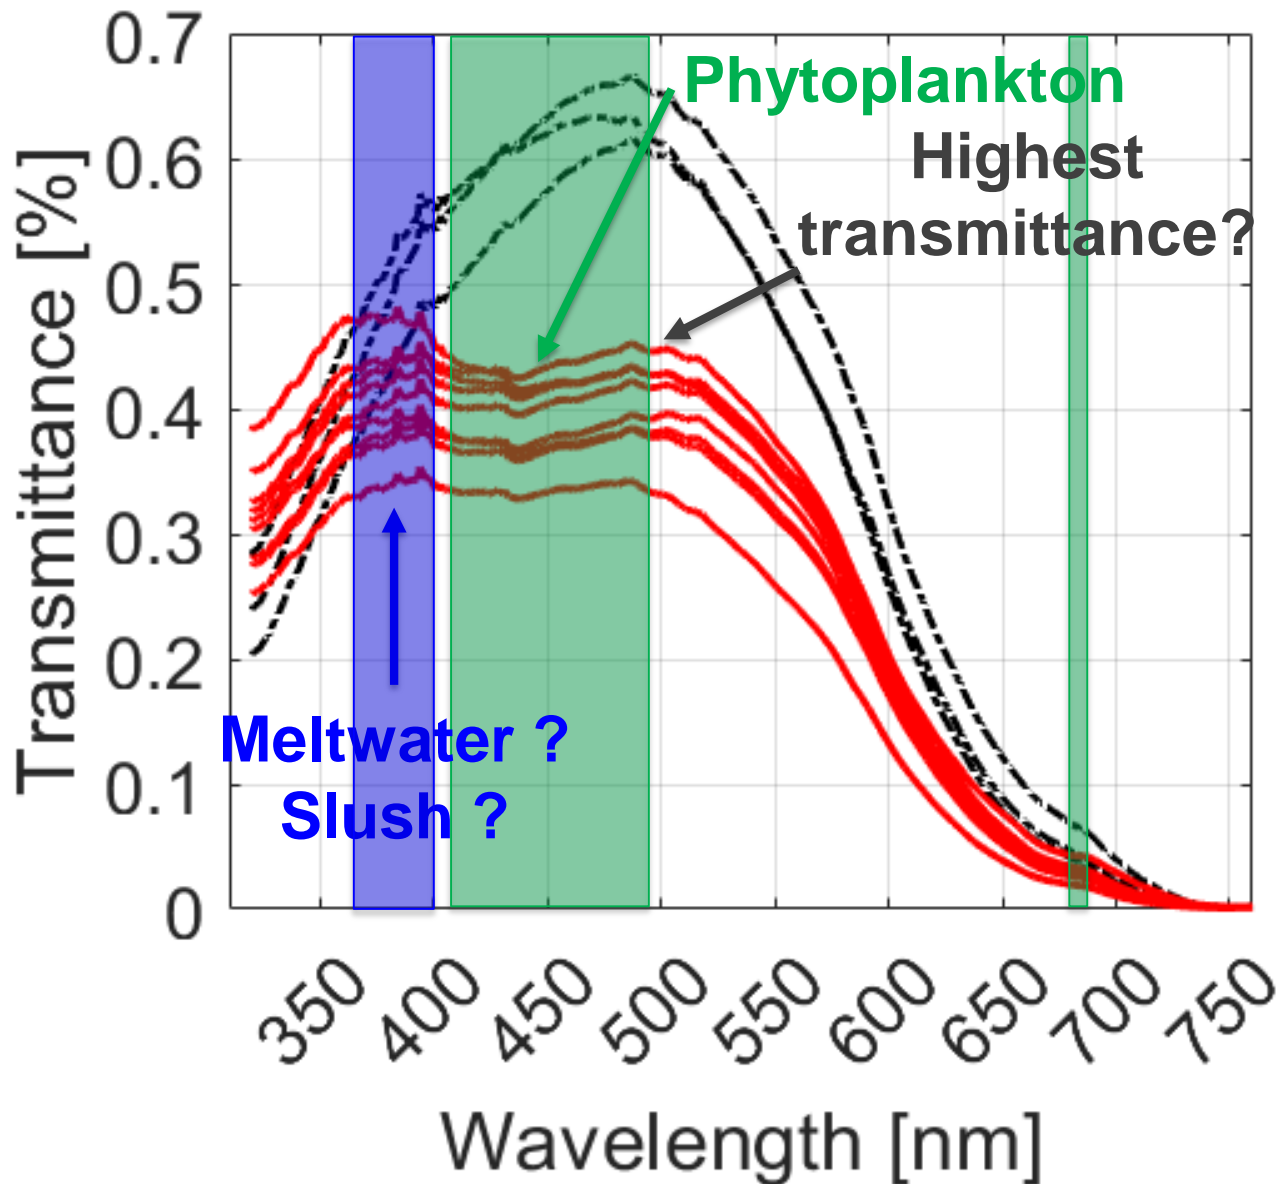 0.7
0.6
0.5
0.4
0.3
0.2
0.1
0
Transmittance [%]
Phytoplankton
Highest
transmittance?
Meltwater ?
Slush ?
350 400 450 500 550 600 650 700 750
Wavelength [nm]